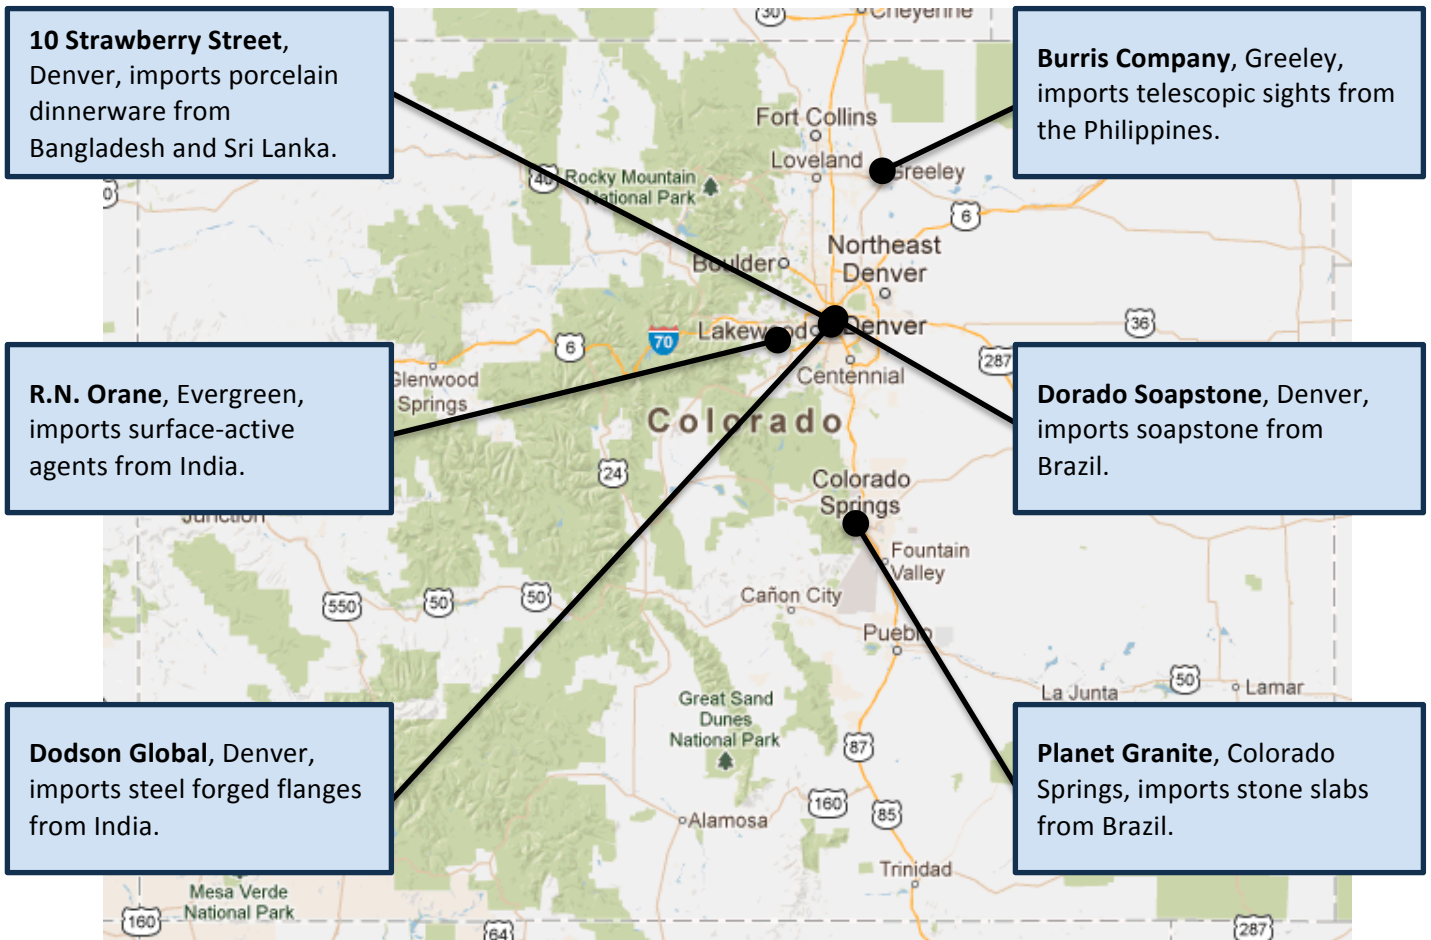 10 Strawberry Street,
Denver, imports porcelain
dinnerware from
Bangladesh and Sri Lanka.
Burris Company, Greeley,
imports telescopic sights from
the Philippines.
R.N. Orane, Evergreen,
imports surface-active
agents from India.
Dorado Soapstone, Denver,
imports soapstone from
Brazil.
Dodson Global, Denver,
imports steel forged flanges
from India.
Planet Granite, Colorado
Springs, imports stone slabs
from Brazil.
30
Cheyenne
Fort Collins
Loveland
Greeley
40
Rocky Mountain
National Park
6
Northeast
Denver
Boulder
36
Lakewood
Denver
70
6
287
Centennial
Glenwood
Springs
Colorado
24
Colorado
Springs
Junction
Fountain
Valley
550
50
50
Cañon City
Pueblo
50
La Junta
Lamar
Great Sand
Dunes
National Park
87
160
85
Alamosa
Trinidad
Mesa Verde
National Park
160
64
287